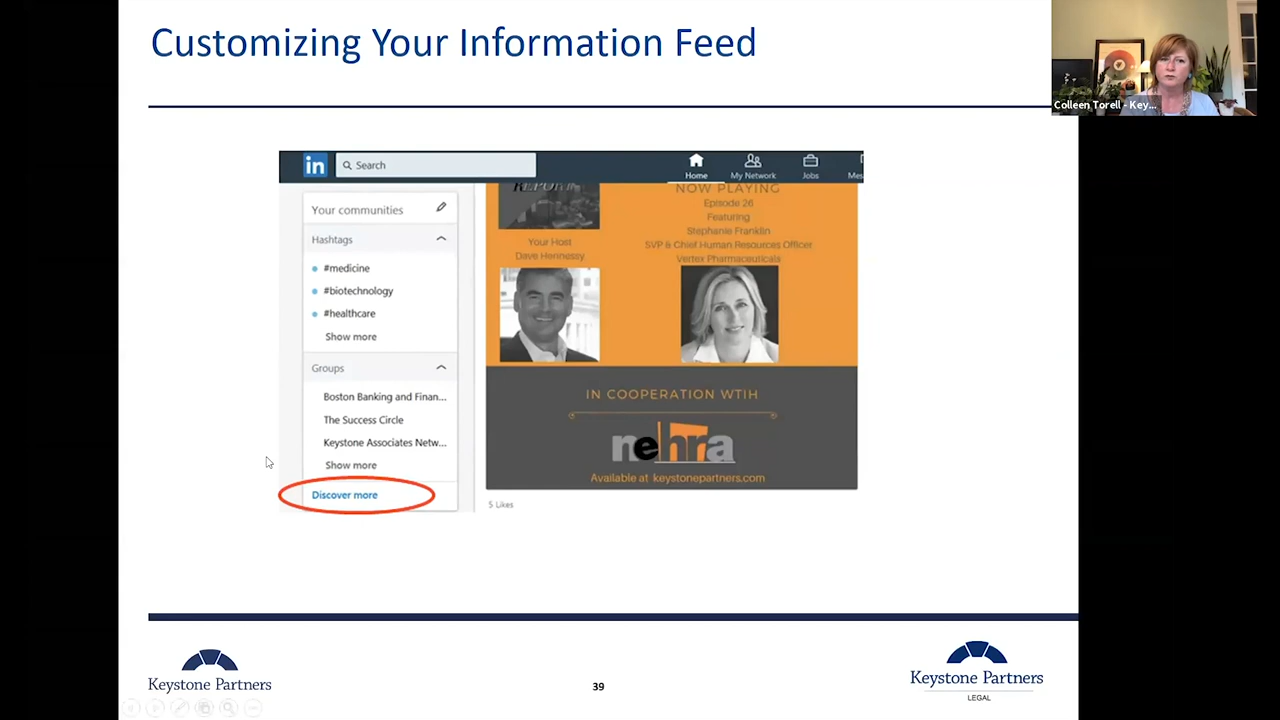 Customizing Your Information Feed
Colleen Torell - Key...
in
Search
Home
My Network
Jobs
Mes
Your communities
Hashtags
#medicine
#biotechnology
#healthcare
Show more
Groups
Boston Banking and Finan...
The Success Circle
Keystone Associates Netw...
Show more
Discover more
REPORT
Your Host
Dave Hennessy
NOW PLAYING
Episode 26
Featuring
Stephanie Franklin
SVP & Chief Human Resources Officer
Vertex Pharmaceuticals
IN COOPERATION WTIH
nehra
Available at keystonepartners.com
5 Likes
Keystone Partners
39
Keystone Partners
LEGAL